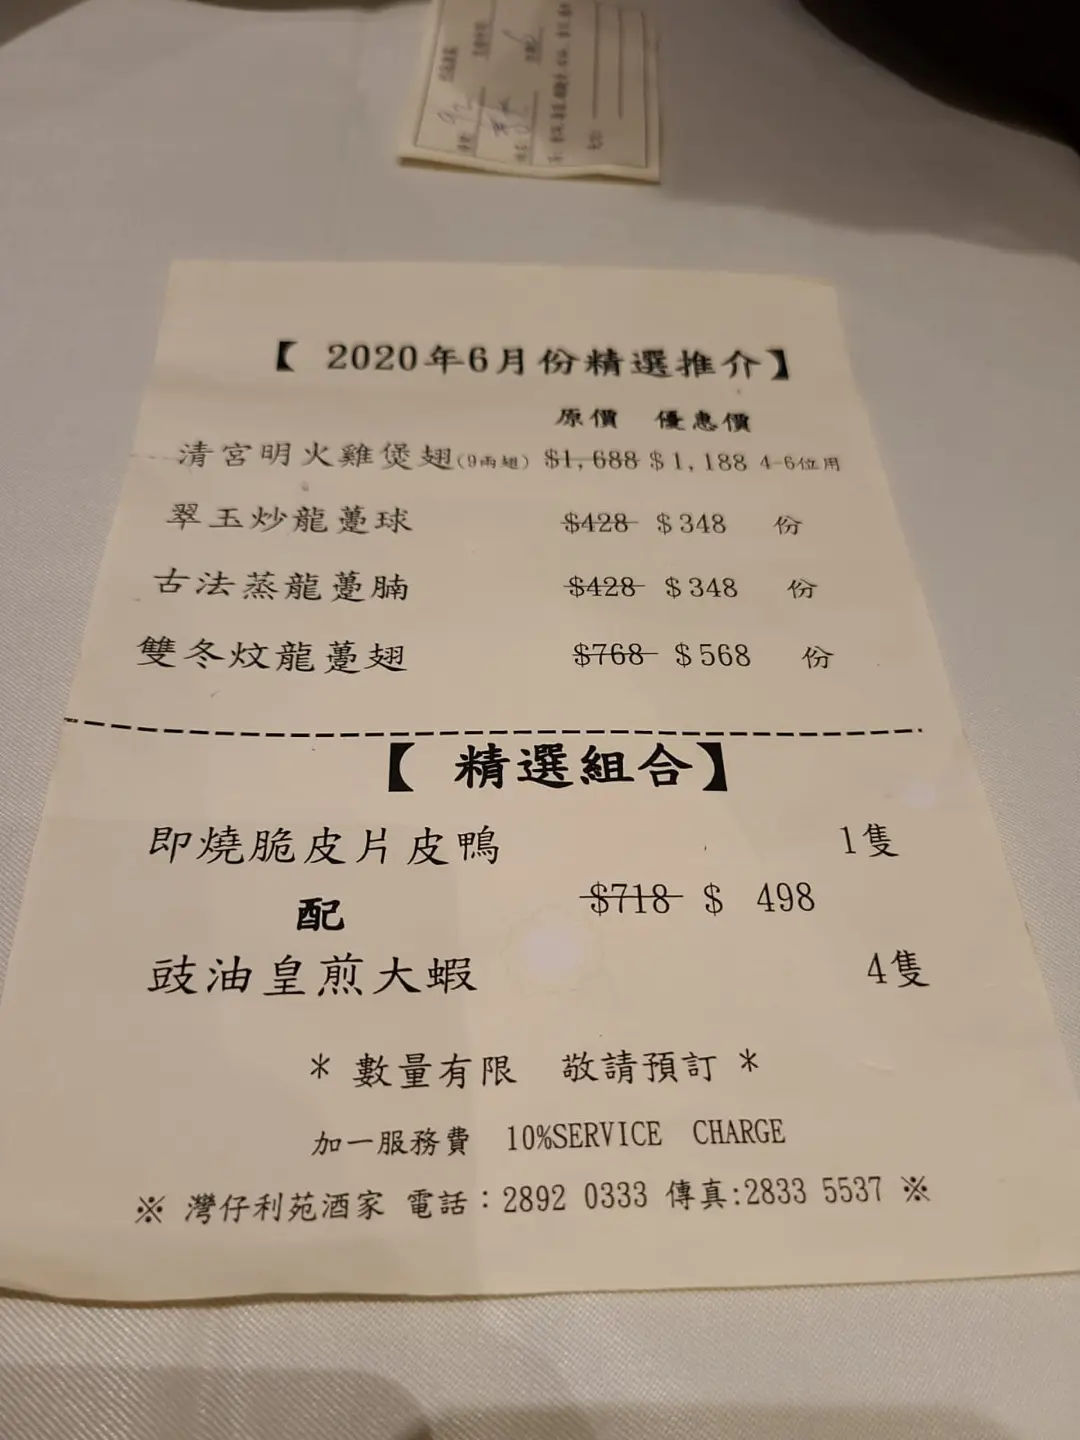 【 2020年6月份精選推介】
原價 優惠價
清宮明火雞煲翅(9兩翅) $1,688 $1,188 4-6位用
翠玉炒龍躉球 $428 $348 份
古法蒸龍躉腩 $428 $348 份
雙冬炆龍躉翅 $768 $568 份
【 精選組合】
即燒脆皮片皮鴨 1隻
配 $718 $ 498
豉油皇煎大蝦 4隻
* 數量有限 敬請預訂 *
加一服務費 10%SERVICE CHARGE
※ 灣仔利苑酒家 電話：2892 0333 傳真:2833 5537 ※